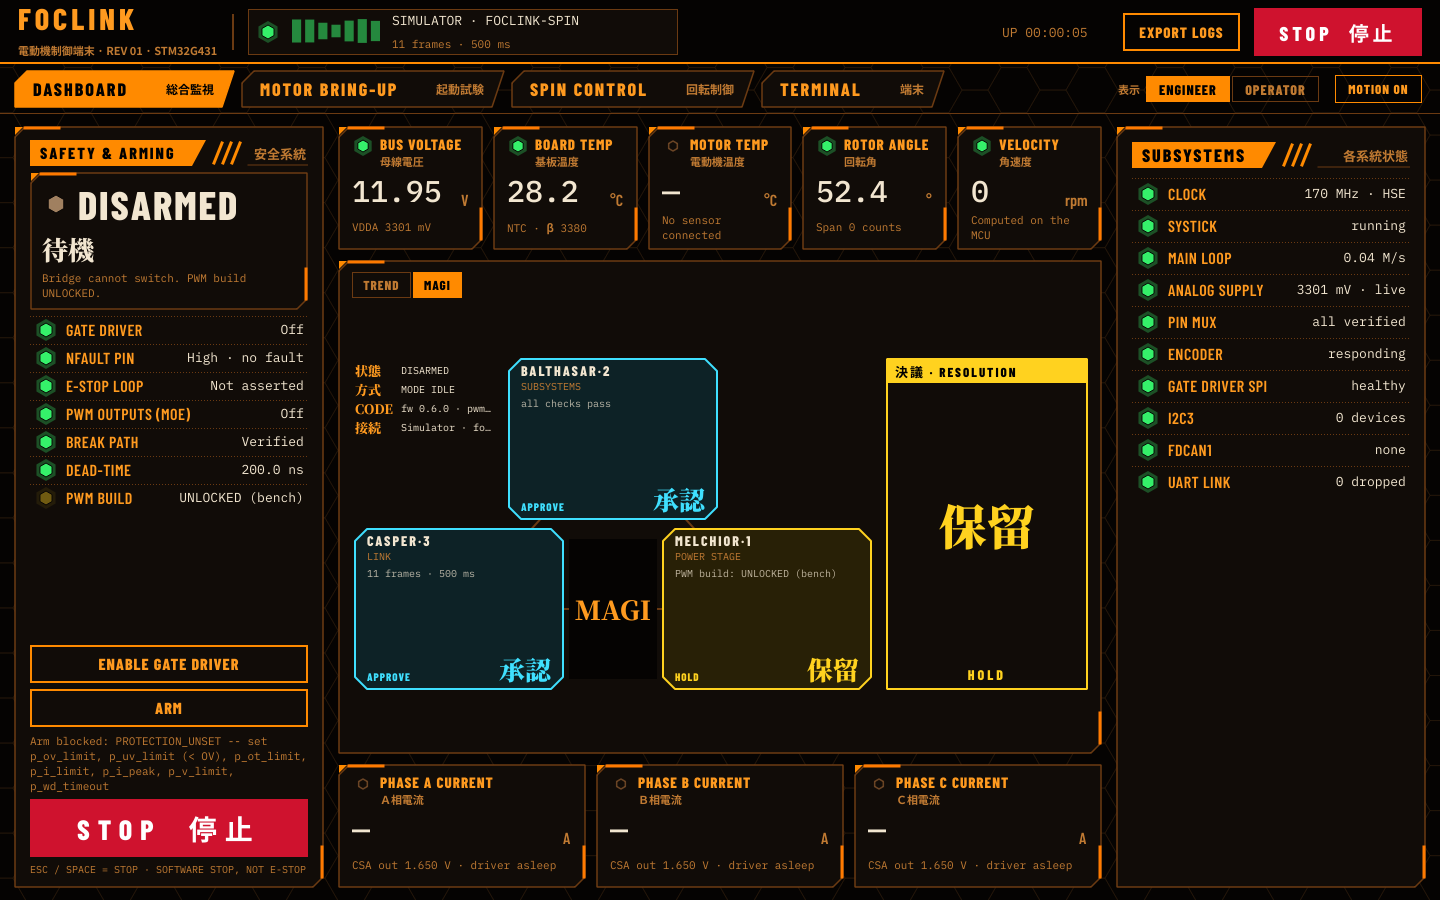 FOCLINK
電動機制御端末・REV 01・STM32G431
SIMULATOR · FOCLINK-SPIN
11 frames · 500 ms
UP 00:00:05
EXPORT LOGS
STOP 停止
DASHBOARD 総合監視
MOTOR BRING-UP 起動試験
SPIN CONTROL 回転制御
TERMINAL 端末
表示 ENGINEER OPERATOR
MOTION ON
SAFETY & ARMING 安全系統
DISARMED
待機
Bridge cannot switch. PWM build
UNLOCKED.
GATE DRIVER Off
NFAULT PIN High · no fault
E-STOP LOOP Not asserted
PWM OUTPUTS (MOE) Off
BREAK PATH Verified
DEAD-TIME 200.0 ns
PWM BUILD UNLOCKED (bench)
ENABLE GATE DRIVER
ARM
Arm blocked: PROTECTION_UNSET -- set
p_ov_limit, p_uv_limit (< OV), p_ot_limit,
p_i_limit, p_i_peak, p_v_limit,
p_wd_timeout
STOP 停止
ESC / SPACE = STOP · SOFTWARE STOP, NOT E-STOP
BUS VOLTAGE
母線電圧
11.95 V
VDDA 3301 mV
BOARD TEMP
基板温度
28.2 °C
NTC · β 3380
MOTOR TEMP
電動機温度
— °C
No sensor
connected
ROTOR ANGLE
回転角
52.4 °
Span 0 counts
VELOCITY
角速度
0 rpm
Computed on the
MCU
TREND MAGI
状態 DISARMED
方式 MODE IDLE
CODE fw 0.6.0 · pwm…
接続 Simulator · fo…
BALTHASAR·2
SUBSYSTEMS
all checks pass
APPROVE 承認
CASPER·3
LINK
11 frames · 500 ms
APPROVE 承認
MAGI
MELCHIOR·1
POWER STAGE
PWM build: UNLOCKED (bench)
HOLD 保留
決議 · RESOLUTION
保留
HOLD
PHASE A CURRENT
A相電流
— A
CSA out 1.650 V · driver asleep
PHASE B CURRENT
B相電流
— A
CSA out 1.650 V · driver asleep
PHASE C CURRENT
C相電流
— A
CSA out 1.650 V · driver asleep
SUBSYSTEMS 各系統状態
CLOCK 170 MHz · HSE
SYSTICK running
MAIN LOOP 0.04 M/s
ANALOG SUPPLY 3301 mV · live
PIN MUX all verified
ENCODER responding
GATE DRIVER SPI healthy
I2C3 0 devices
FDCAN1 none
UART LINK 0 dropped